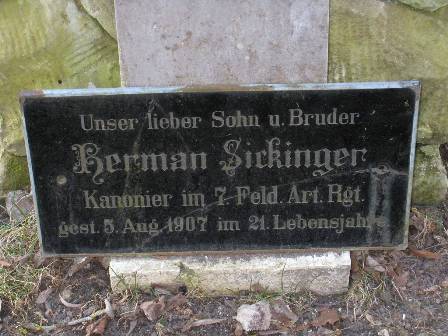 Unser lieber Sohn u. Bruder
Herman Sickinger
Kanonier im 7. Feld. Art. Rgt.
gest. 5. Aug. 1907 im 21. Lebensjahre